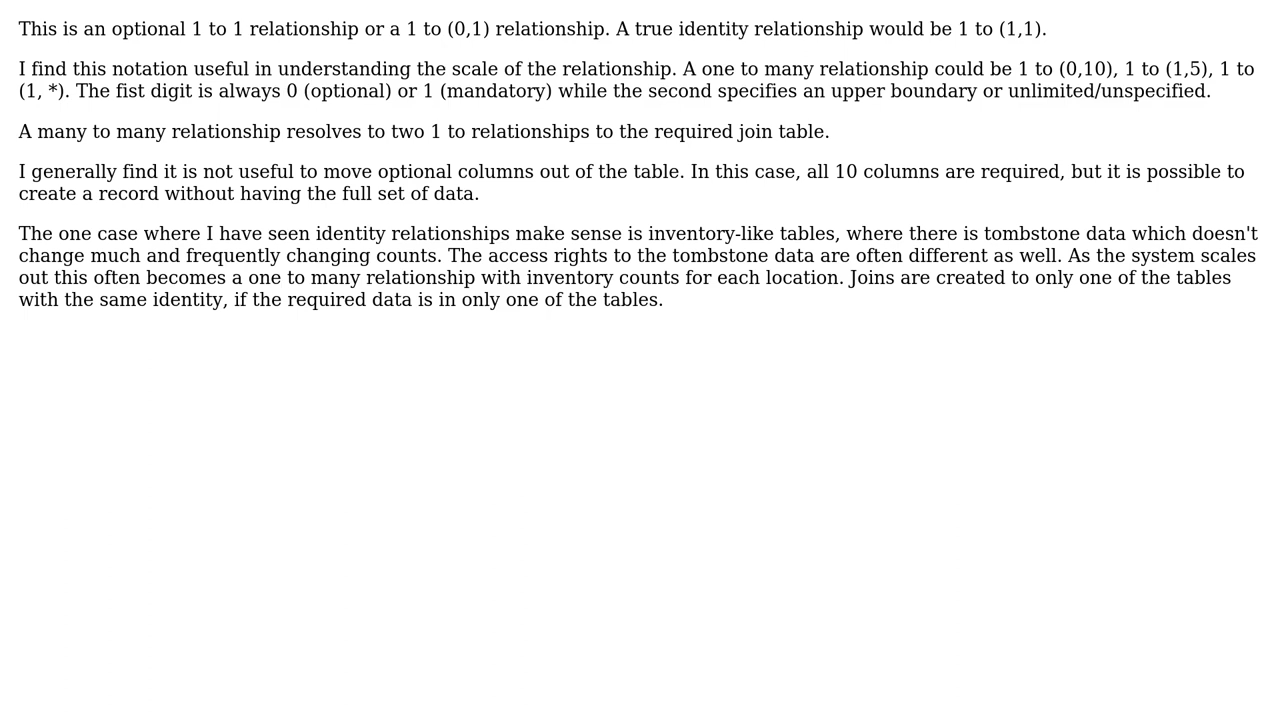 This is an optional 1 to 1 relationship or a 1 to (0,1) relationship. A true identity relationship would be 1 to (1,1).
I find this notation useful in understanding the scale of the relationship. A one to many relationship could be 1 to (0,10), 1 to (1,5), 1 to
(1, *). The fist digit is always 0 (optional) or 1 (mandatory) while the second specifies an upper boundary or unlimited/unspecified.
A many to many relationship resolves to two 1 to relationships to the required join table.
I generally find it is not useful to move optional columns out of the table. In this case, all 10 columns are required, but it is possible to
create a record without having the full set of data.
The one case where I have seen identity relationships make sense is inventory-like tables, where there is tombstone data which doesn't
change much and frequently changing counts. The access rights to the tombstone data are often different as well. As the system scales
out this often becomes a one to many relationship with inventory counts for each location. Joins are created to only one of the tables
with the same identity, if the required data is in only one of the tables.